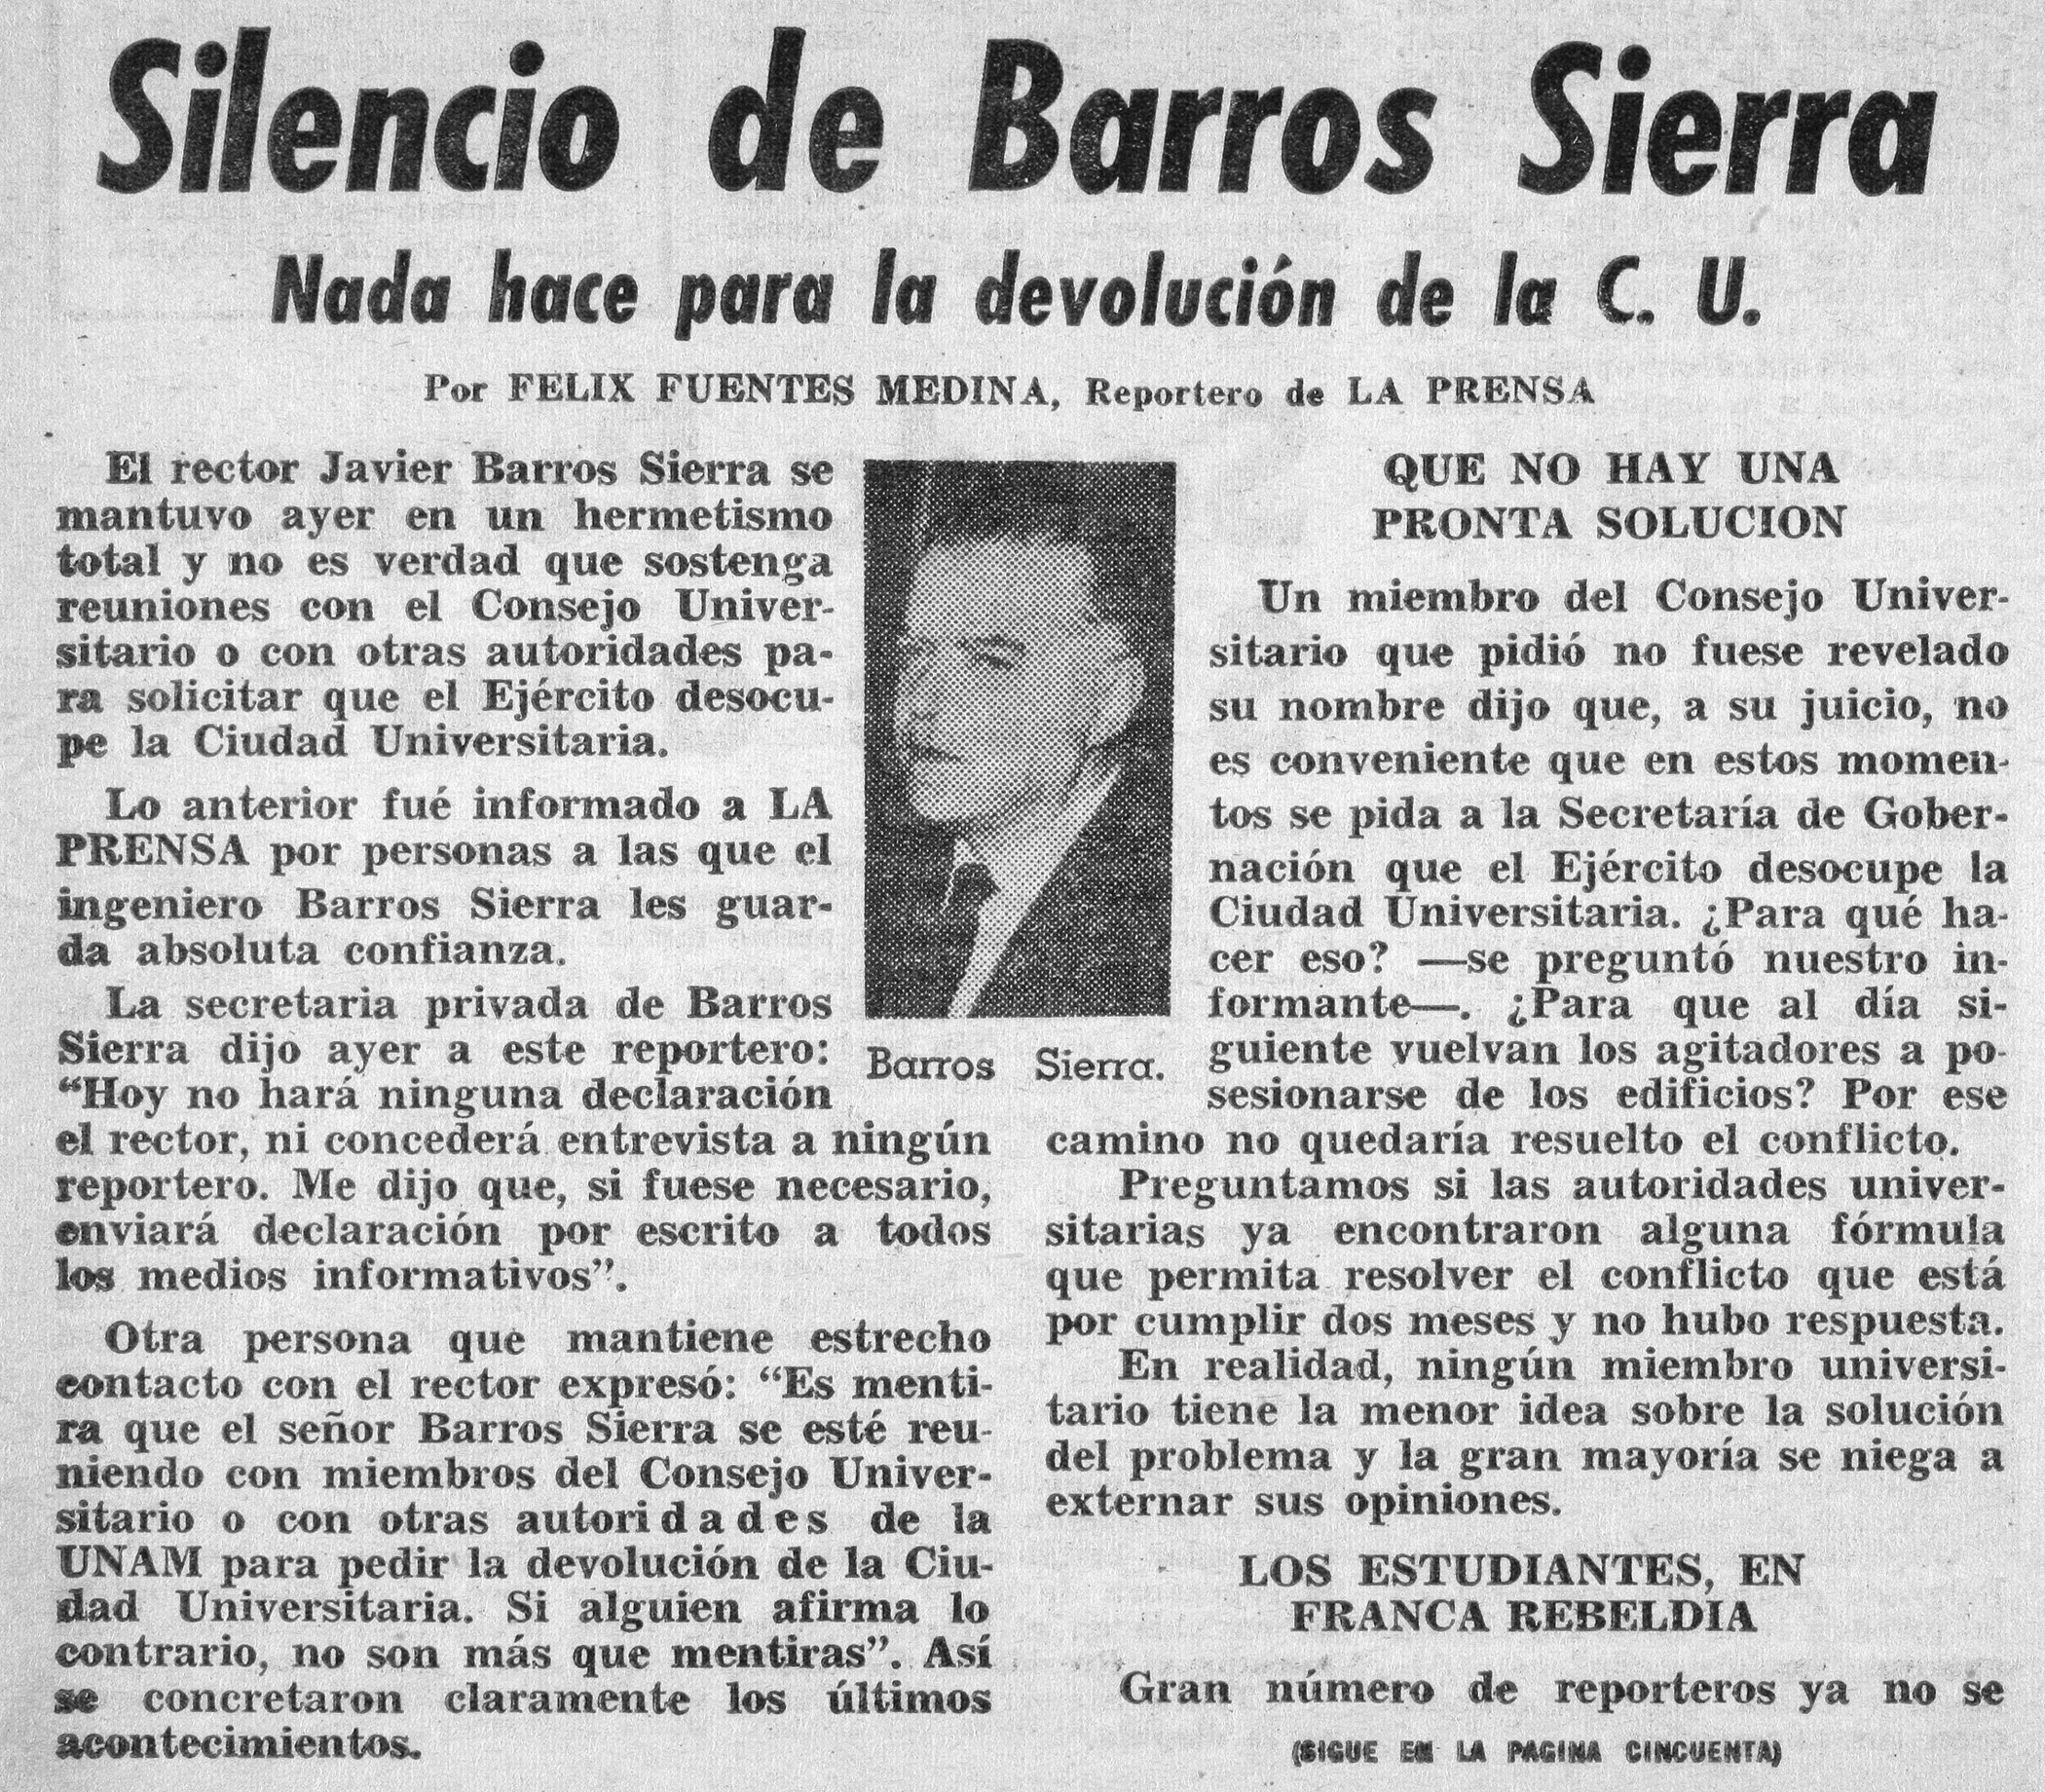 Silencio de Barros Sierra
Nada hace para la devolución de la C. U.
Por FELIX FUENTES MEDINA, Reportero de LA PRENSA
El rector Javier Barros Sierra se
mantuvo ayer en un hermetismo
total y no es verdad que sostenga
reuniones con el Consejo Univer-
sitario o con otras autoridades pa-
ra solicitar que el Ejército desocu-
pe la Ciudad Universitaria.
Lo anterior fué informado a LA
PRENSA por personas a las que el
ingeniero Barros Sierra les guar-
da absoluta confianza.
La secretaria privada de Barros
Sierra dijo ayer a este reportero:
“Hoy no hará ninguna declaración
el rector, ni concederá entrevista a ningún
reportero. Me dijo que, si fuese necesario,
enviará declaración por escrito a todos
los medios informativos”.
Otra persona que mantiene estrecho
contacto con el rector expresó: “Es menti-
ra que el señor Barros Sierra se esté reu-
niendo con miembros del Consejo Univer-
sitario o con otras autoridades de la
UNAM para pedir la devolución de la Ciu-
dad Universitaria. Si alguien afirma lo
contrario, no son más que mentiras”. Así
se concretaron claramente los últimos
acontecimientos.
Barros Sierra.
QUE NO HAY UNA
PRONTA SOLUCION
Un miembro del Consejo Univer-
sitario que pidió no fuese revelado
su nombre dijo que, a su juicio, no
es conveniente que en estos momen-
tos se pida a la Secretaría de Gober-
nación que el Ejército desocupe la
Ciudad Universitaria. ¿Para qué ha-
cer eso? —se preguntó nuestro in-
formante—. ¿Para que al día si-
guiente vuelvan los agitadores a po-
sesionarse de los edificios? Por ese
camino no quedaría resuelto el conflicto.
Preguntamos si las autoridades univer-
sitarias ya encontraron alguna fórmula
que permita resolver el conflicto que está
por cumplir dos meses y no hubo respuesta.
En realidad, ningún miembro universi-
tario tiene la menor idea sobre la solución
del problema y la gran mayoría se niega a
externar sus opiniones.
LOS ESTUDIANTES, EN
FRANCA REBELDIA
Gran número de reporteros ya no se
(SIGUE EN LA PAGINA CINCUENTA)